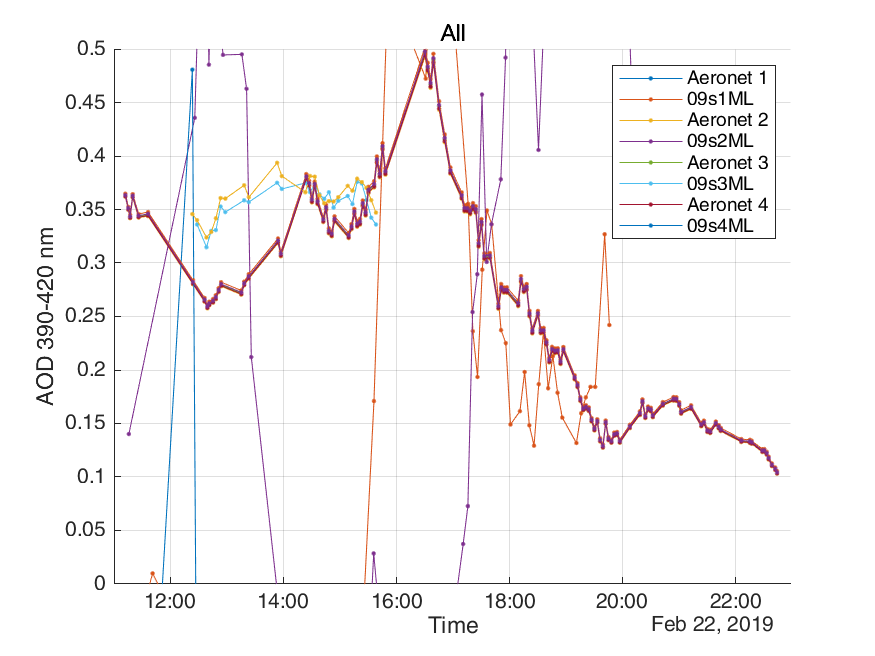 All
0.5
0.45
0.4
0.35
0.3
0.25
0.2
0.15
0.1
0.05
0
AOD 390-420 nm
Aeronet 1
09s1ML
Aeronet 2
09s2ML
Aeronet 3
09s3ML
Aeronet 4
09s4ML
12:00 14:00 16:00 18:00 20:00 22:00
Time
Feb 22, 2019